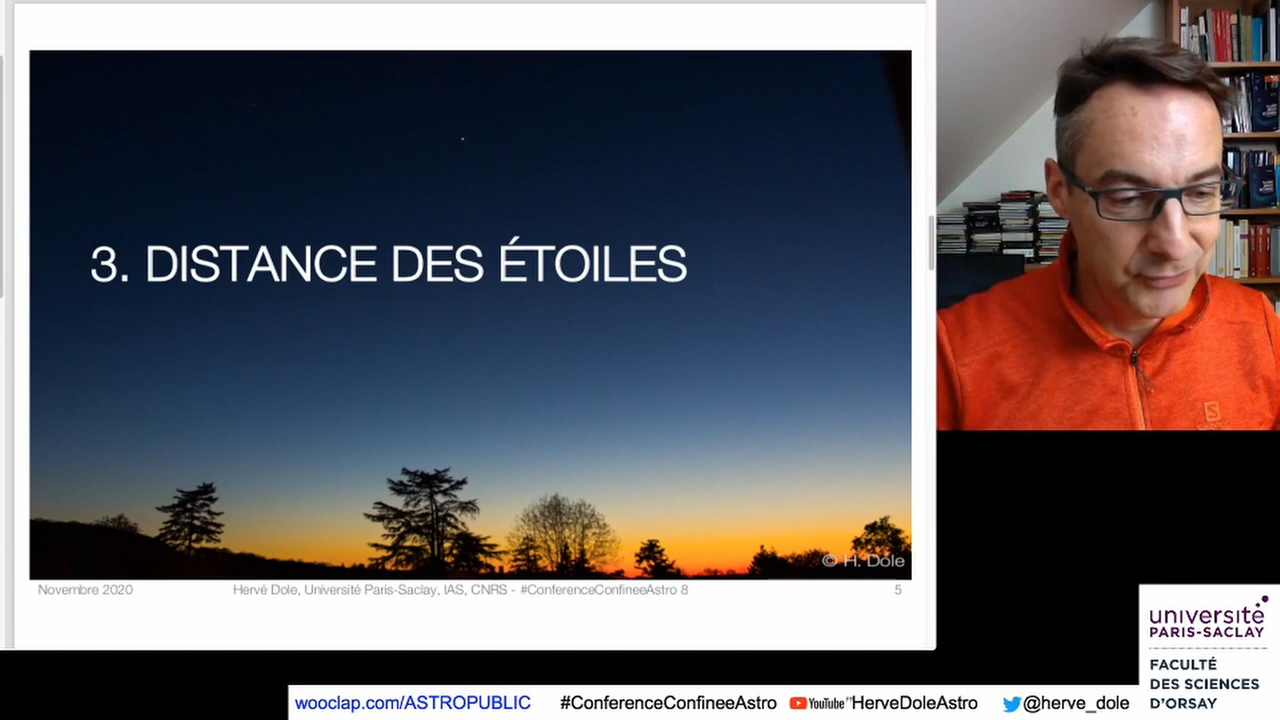 3. DISTANCE DES ÉTOILES
© H. Dole
Novembre 2020
Hervé Dole, Université Paris-Saclay, IAS, CNRS - #ConferenceConfineeAstro 8
5
université
PARIS-SACLAY
FACULTÉ
DES SCIENCES
D'ORSAY
wooclap.com/ASTROPUBLIC
#ConferenceConfineeAstro
YouTube HerveDoleAstro
@herve_dole